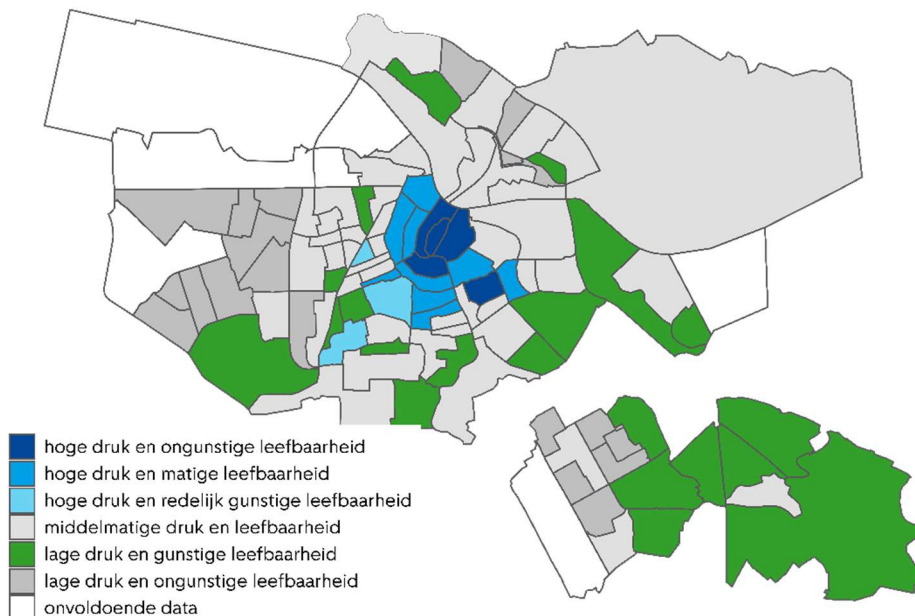 hoge druk en ongunstige leefbaarheid
hoge druk en matige leefbaarheid
hoge druk en redelijk gunstige leefbaarheid
middelmatige druk en leefbaarheid
lage druk en gunstige leefbaarheid
lage druk en ongunstige leefbaarheid
onvoldoende data